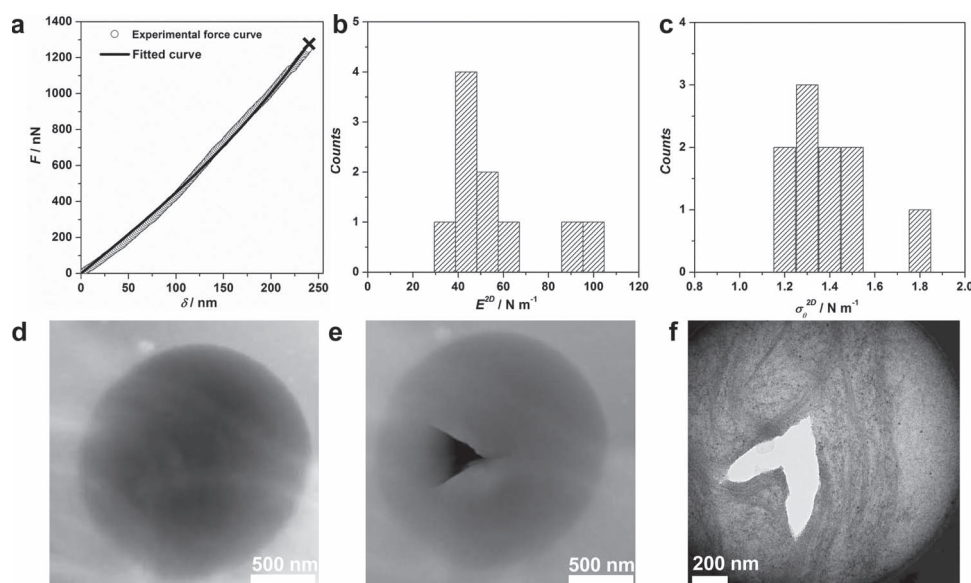 a
Experimental force curve
Fitted curve
1400
1200
1000
800
600
400
200
0
F / nN
0 50 100 150 200 250
δ / nm
b
5
4
3
2
1
0
Counts
0 20 40 60 80 100 120
E²ᴰ / N m⁻¹
c
4
3
2
1
0
Counts
0.8 1.0 1.2 1.4 1.6 1.8 2.0
σ₀²ᴰ / N m⁻¹
d
500 nm
e
500 nm
f
200 nm